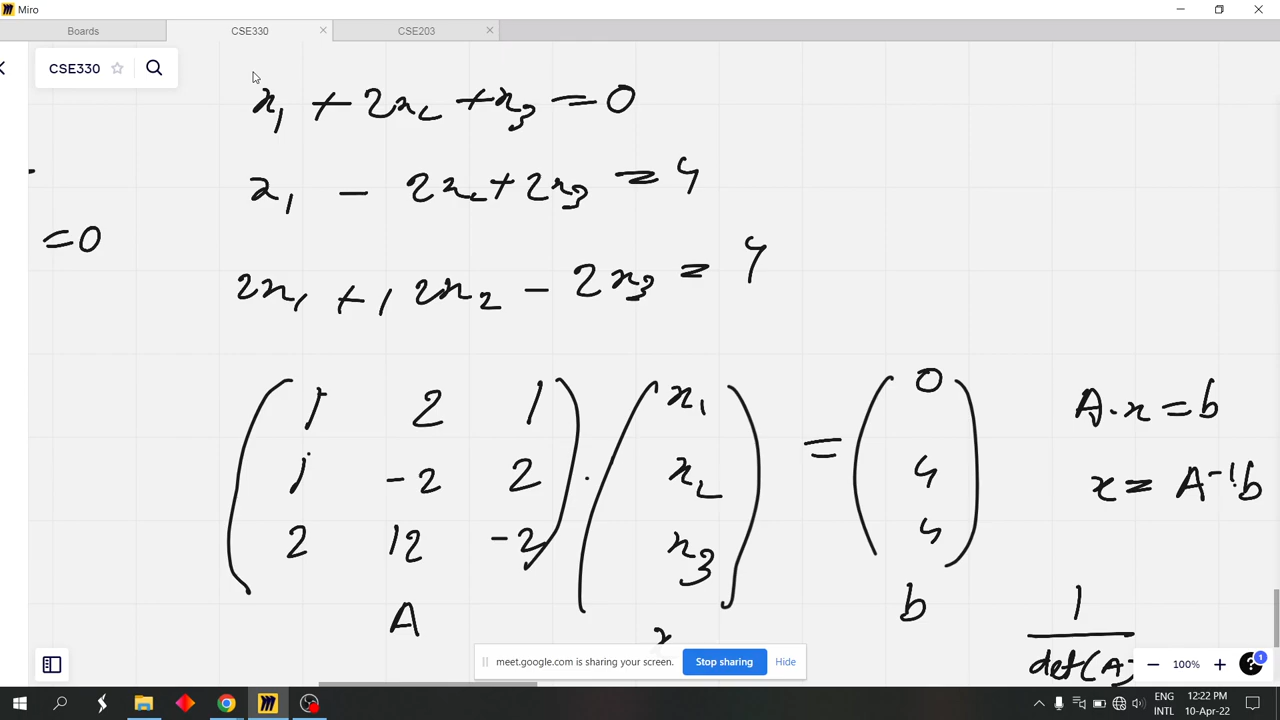 Miro
Boards CSE330 CSE203
CSE330
x₁ + 2x₂ + x₃ = 0
x₁ - 2x₂ + 2x₃ = 4
= 0
2x₁ + 12x₂ - 2x₃ = 4
1 2 1 x₁ 0
1 -2 2 · x₂ = 4
2 12 -2 x₃ 4
A·x = b
x = A⁻¹b
A b
x
1
det(A)
meet.google.com is sharing your screen. Stop sharing Hide
100% 1
ENG 12:22 PM
INTL 10-Apr-22